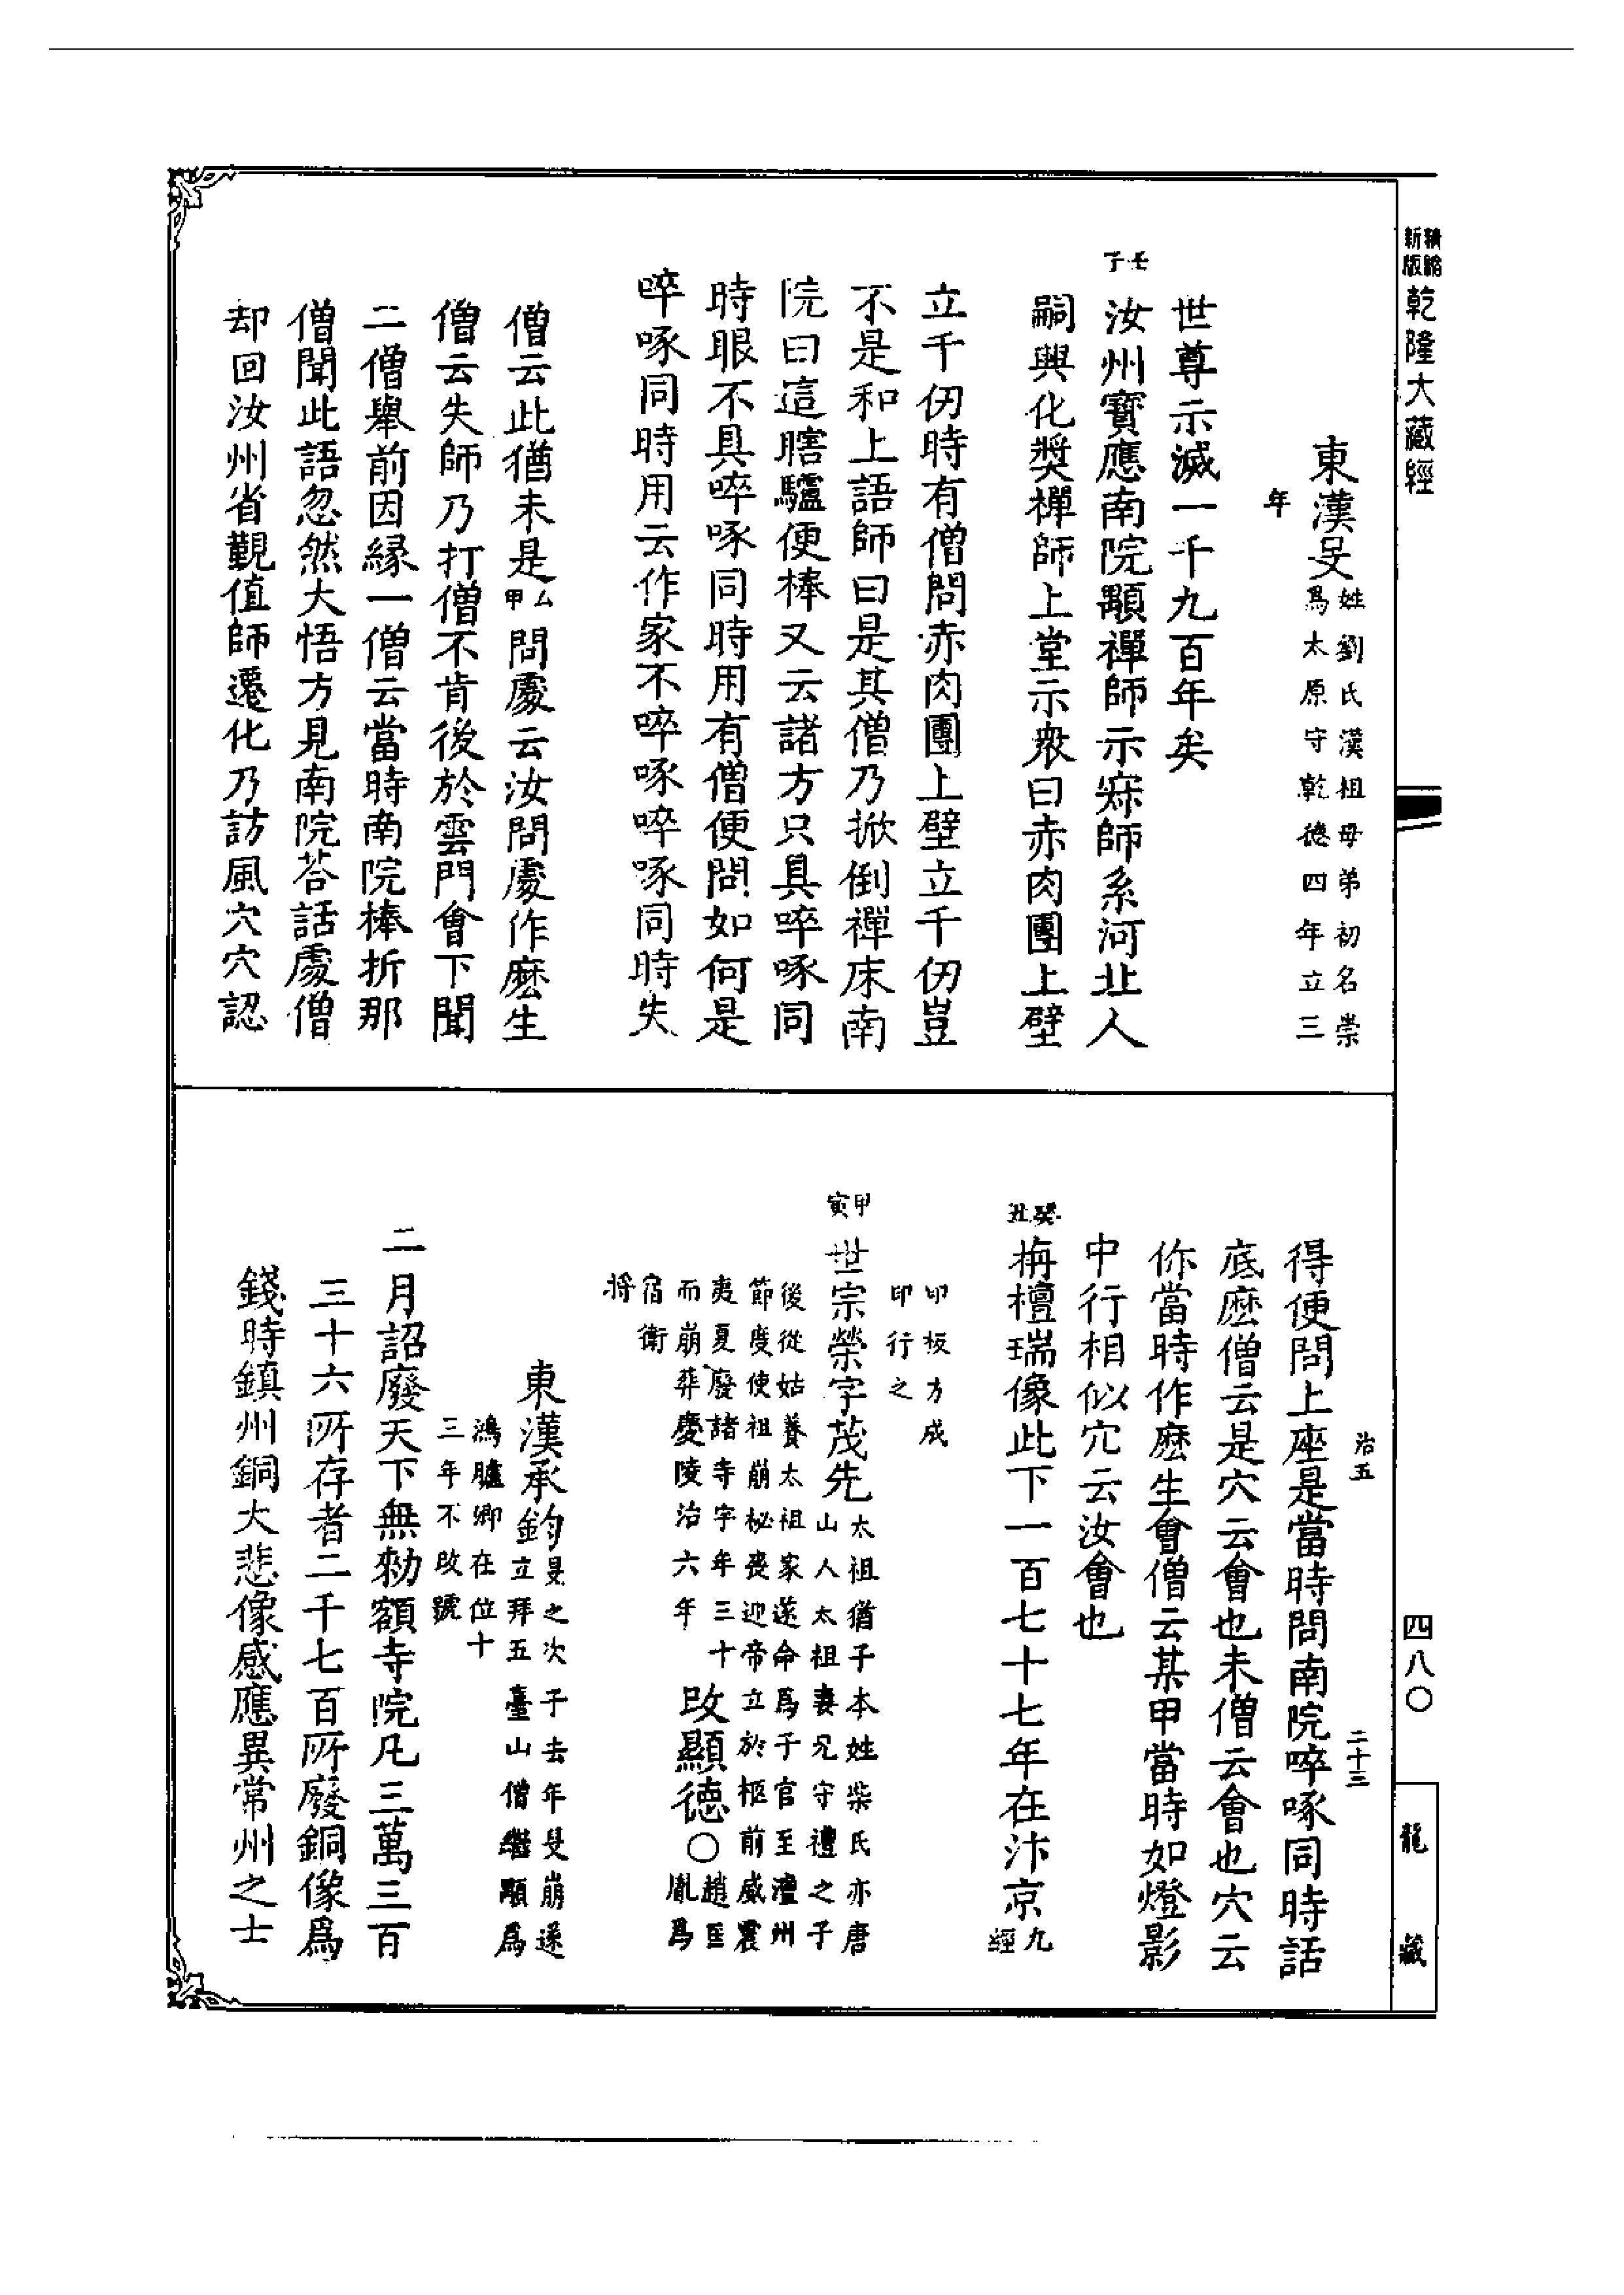 精縮
新版
乾隆大藏經
四八〇
龍藏
東漢旻
姓劉氏漢祖母弟初名崇
爲太原守乾德四年立三
年
世尊示滅一千九百年矣
壬子
汝州寶應南院顒禪師示寂師系河北人
嗣興化獎禪師上堂示衆曰赤肉團上壁
立千仞時有僧問赤肉團上壁立千仞豈
不是和上語師曰是其僧乃掀倒禪床南
院曰這瞎驢便棒又云諸方只具啐啄同
時眼不具啐啄同時用有僧便問如何是
啐啄同時用云作家不啐啄啐啄同時失
僧云此猶未是厶甲問處云汝問處作麽生
僧云失師乃打僧不肯後於雲門會下聞
二僧舉前因緣一僧云當時南院棒折那
僧聞此語忽然大悟方見南院荅話處僧
却回汝州省覲值師遷化乃訪風穴穴認
治五
二十三
得便問上座是當時問南院啐啄同時話
底麽僧云是穴云會也未僧云會也穴云
你當時作麽生會僧云某甲當時如燈影
中行相似穴云汝會也
癸丑
栴檀瑞像此下一百七十七年在汴京
九
經
印板方成
印行之
甲寅
世宗榮字茂先
太祖猶子本姓柴氏亦唐
山人太祖妻兄守禮之子
後從姑養太祖家遂命爲子官至澶州
節度使祖崩秘喪迎帝立於柩前威震
夷夏廢諸寺宇年三十
而崩葬慶陵治六年
改顯德〇
趙匡
胤爲
宿衛
將
東漢承鈞
旻之次子去年旻崩遂
立拜五臺山僧繼顒爲
鴻臚卿在位十
三年不改號
二月詔廢天下無勑額寺院凡三萬三百
三十六所存者二千七百所廢銅像爲
錢時鎮州銅大悲像感應異常州之士